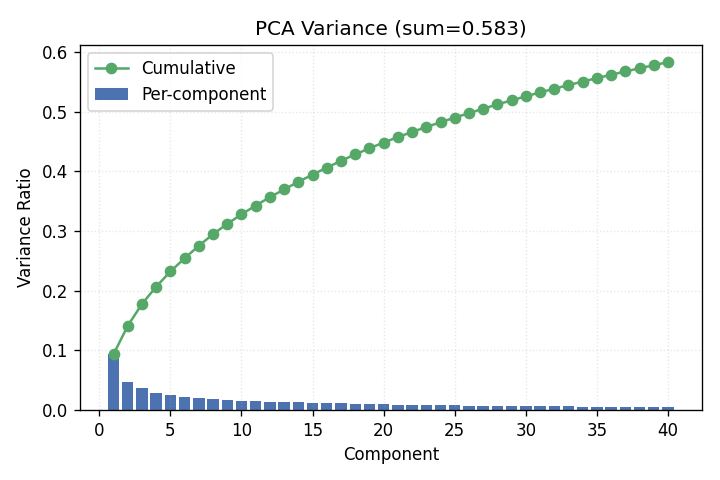 PCA Variance (sum=0.583)
Cumulative
Per-component
Variance Ratio
0.6
0.5
0.4
0.3
0.2
0.1
0.0
0 5 10 15 20 25 30 35 40
Component